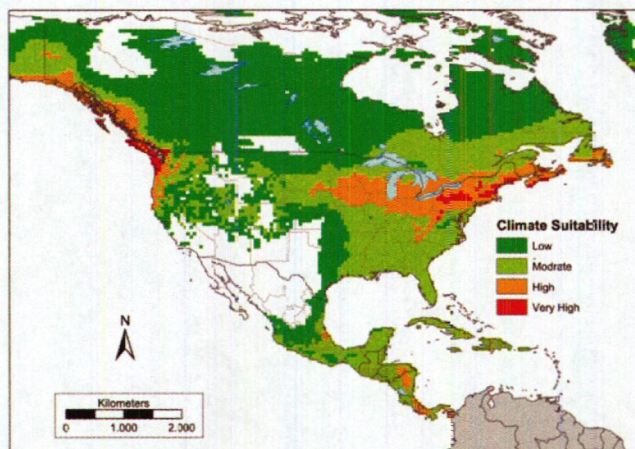 Climate Suitability
Low
Modrate
High
Very High
N
Kilometers
0 1.000 2.000